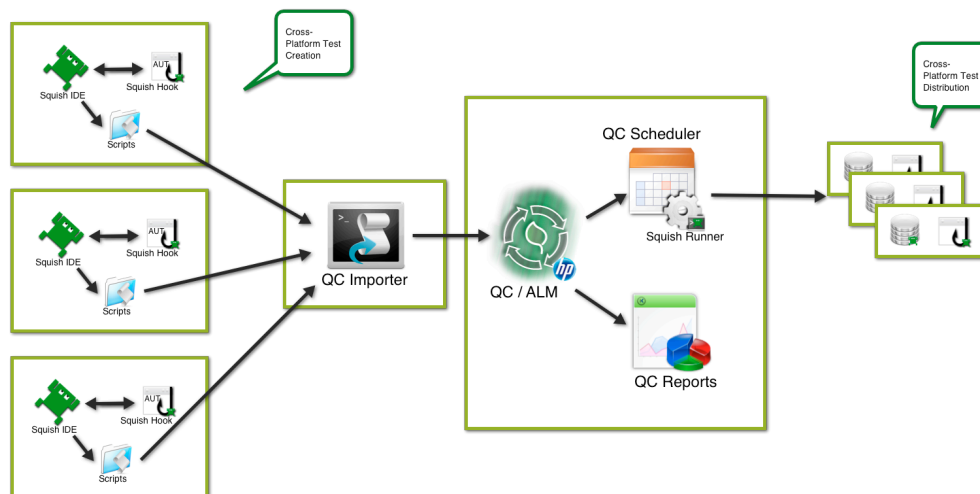 Cross-
Platform Test
Creation
AUT
Squish IDE
Squish Hook
Scripts
AUT
Squish IDE
Squish Hook
Scripts
AUT
Squish IDE
Squish Hook
Scripts
>_
QC Importer
QC Scheduler
Squish Runner
hp
QC / ALM
QC Reports
Cross-
Platform Test
Distribution